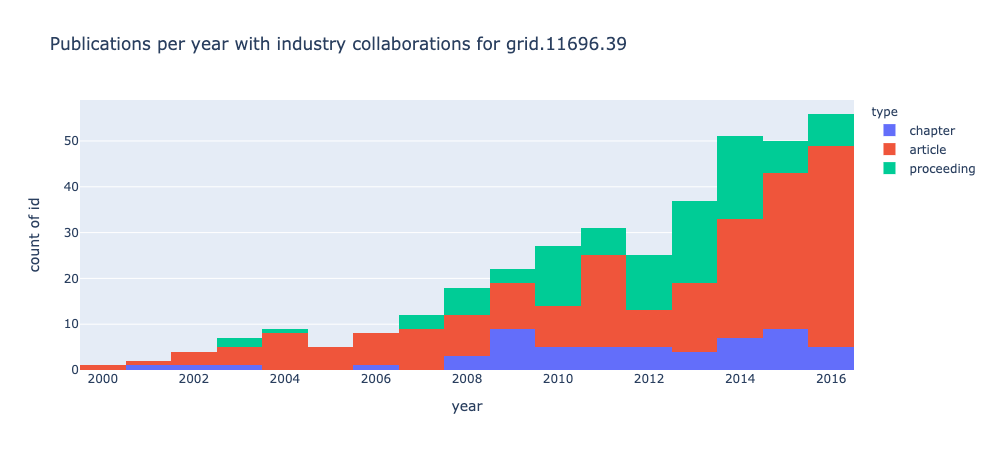 Publications per year with industry collaborations for grid.11696.39
type
chapter
article
proceeding
count of id
50
40
30
20
10
0
2000 2002 2004 2006 2008 2010 2012 2014 2016
year